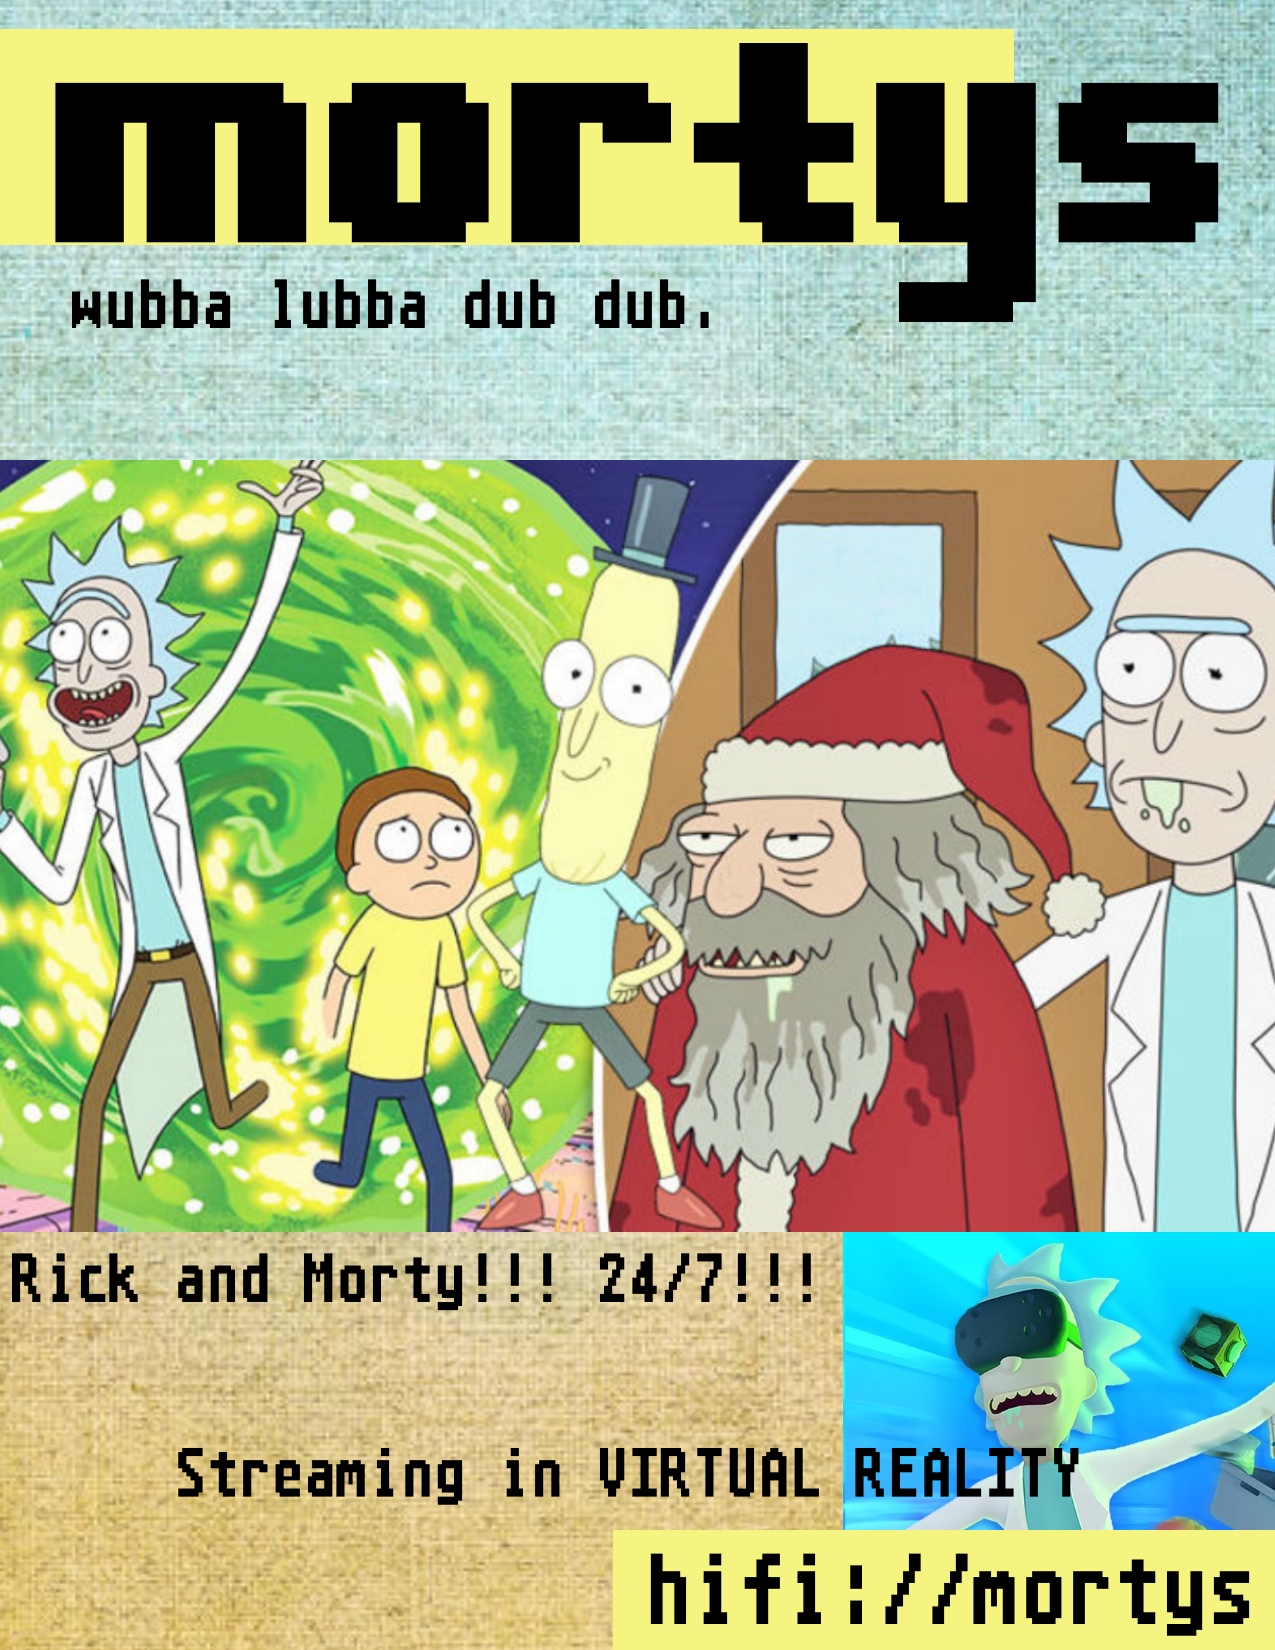 mortys
wubba lubba dub dub.
Rick and Morty!!! 24/7!!!
Streaming in VIRTUAL REALITY
hifi://mortys